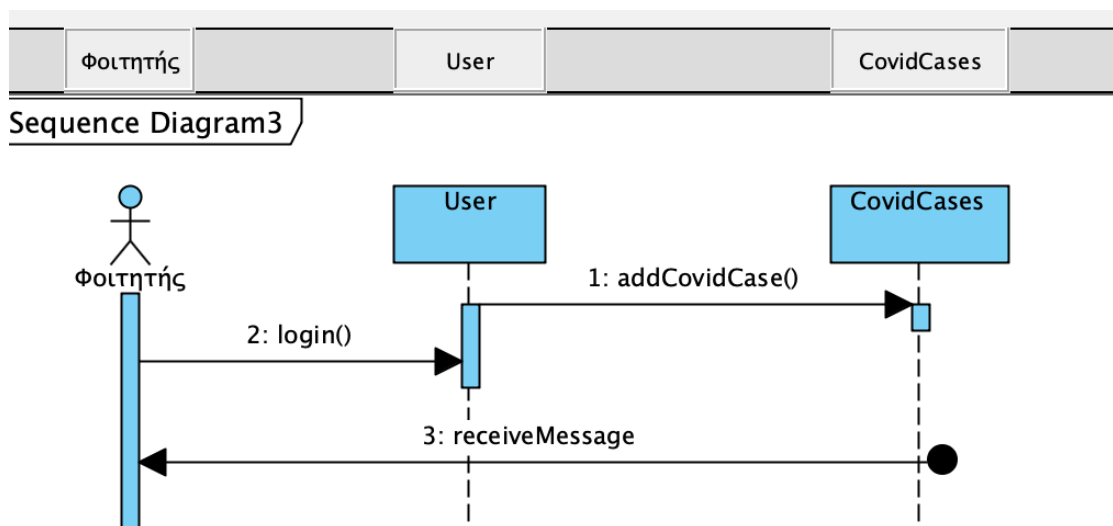 Φοιτητής
User
CovidCases
Sequence Diagram3
User
CovidCases
Φοιτητής
1: addCovidCase()
2: login()
3: receiveMessage